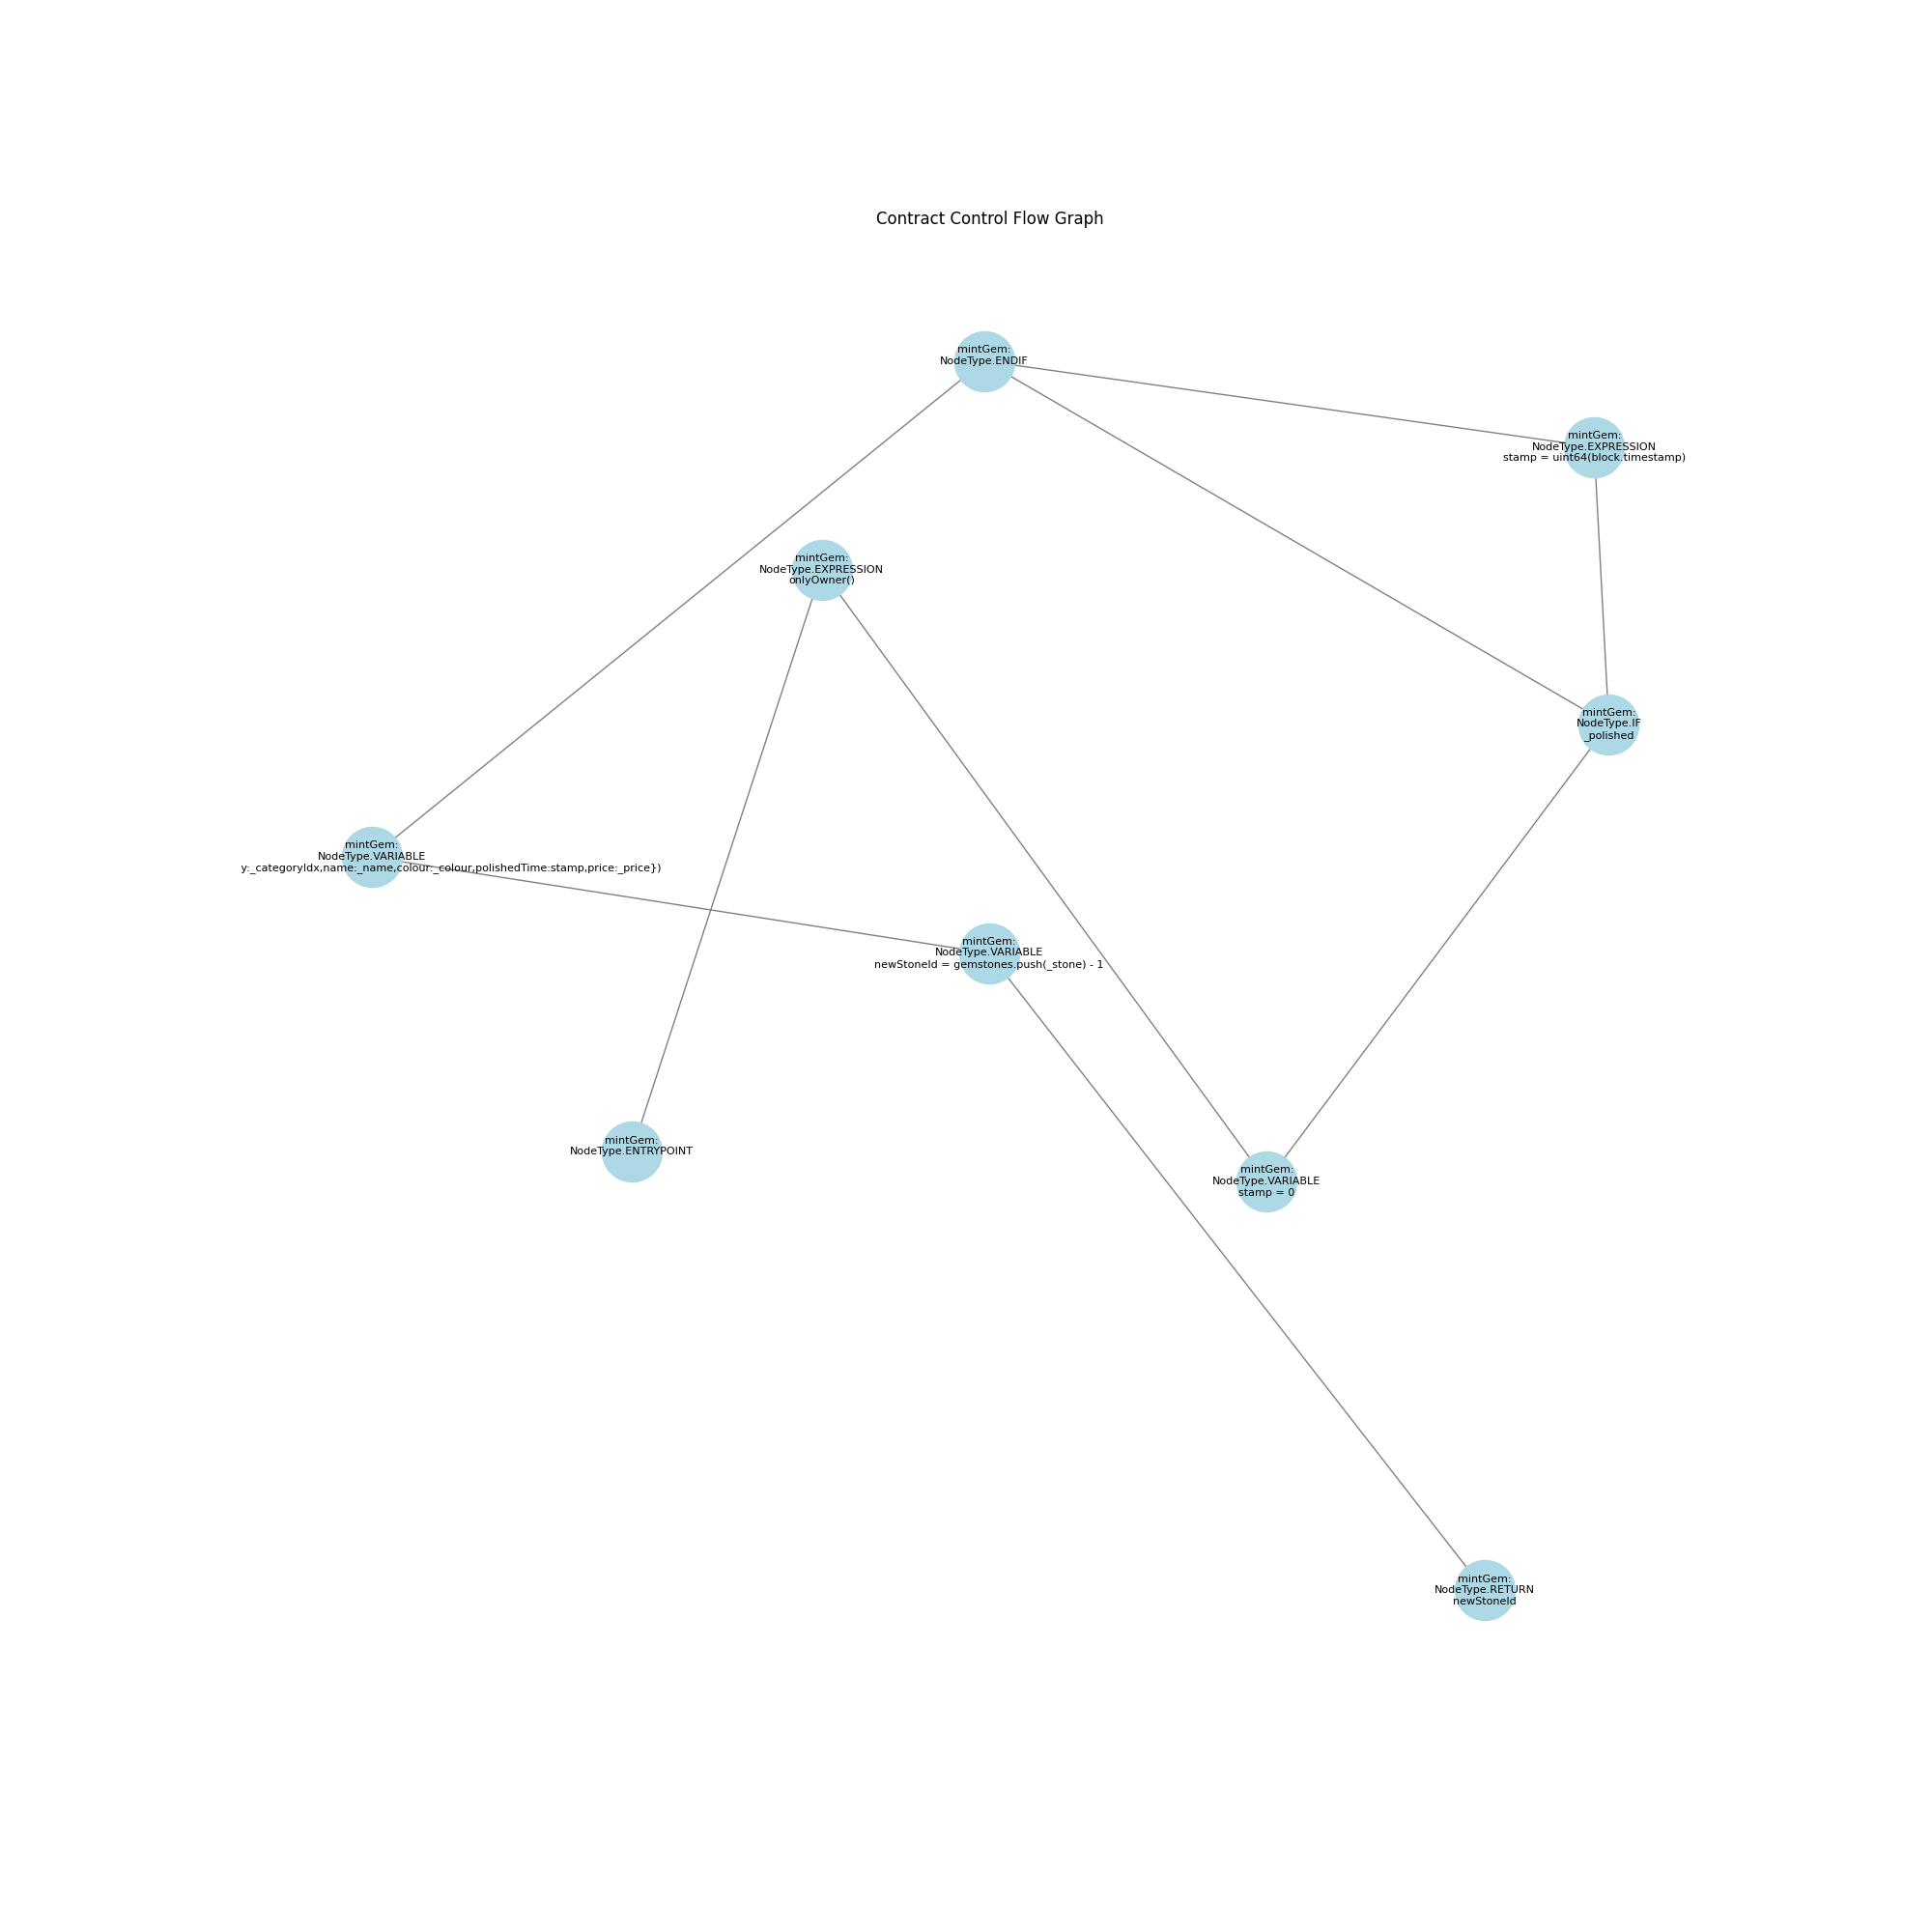 Contract Control Flow Graph
mintGem:
NodeType.ENDIF
mintGem:
NodeType.EXPRESSION
stamp = uint64(block.timestamp)
mintGem:
NodeType.EXPRESSION
onlyOwner()
mintGem:
NodeType.IF
_polished
mintGem:
NodeType.VARIABLE
y:_categoryIdx,name:_name,colour:_colour,polishedTime:stamp,price:_price})
mintGem:
NodeType.VARIABLE
newStoneId = gemstones.push(_stone) - 1
mintGem:
NodeType.ENTRYPOINT
mintGem:
NodeType.VARIABLE
stamp = 0
mintGem:
NodeType.RETURN
newStoneId